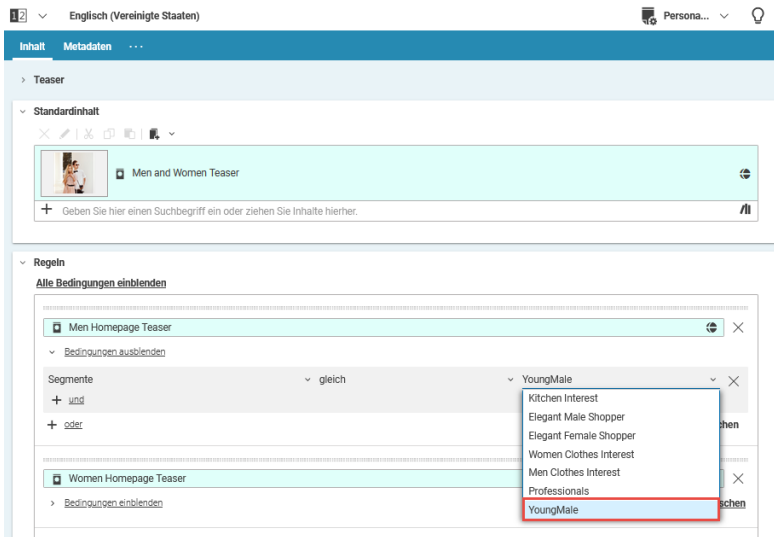 12 Englisch (Vereinigte Staaten) Persona...
Inhalt Metadaten ...
Teaser
Standardinhalt
Men and Women Teaser
Geben Sie hier einen Suchbegriff ein oder ziehen Sie Inhalte hierher.
Regeln
Alle Bedingungen einblenden
Men Homepage Teaser
Bedingungen ausblenden
Segmente gleich YoungMale
und
Kitchen Interest
Elegant Male Shopper
oder
chen
Elegant Female Shopper
Women Clothes Interest
Men Clothes Interest
Women Homepage Teaser
Professionals
Bedingungen einblenden
schen
YoungMale